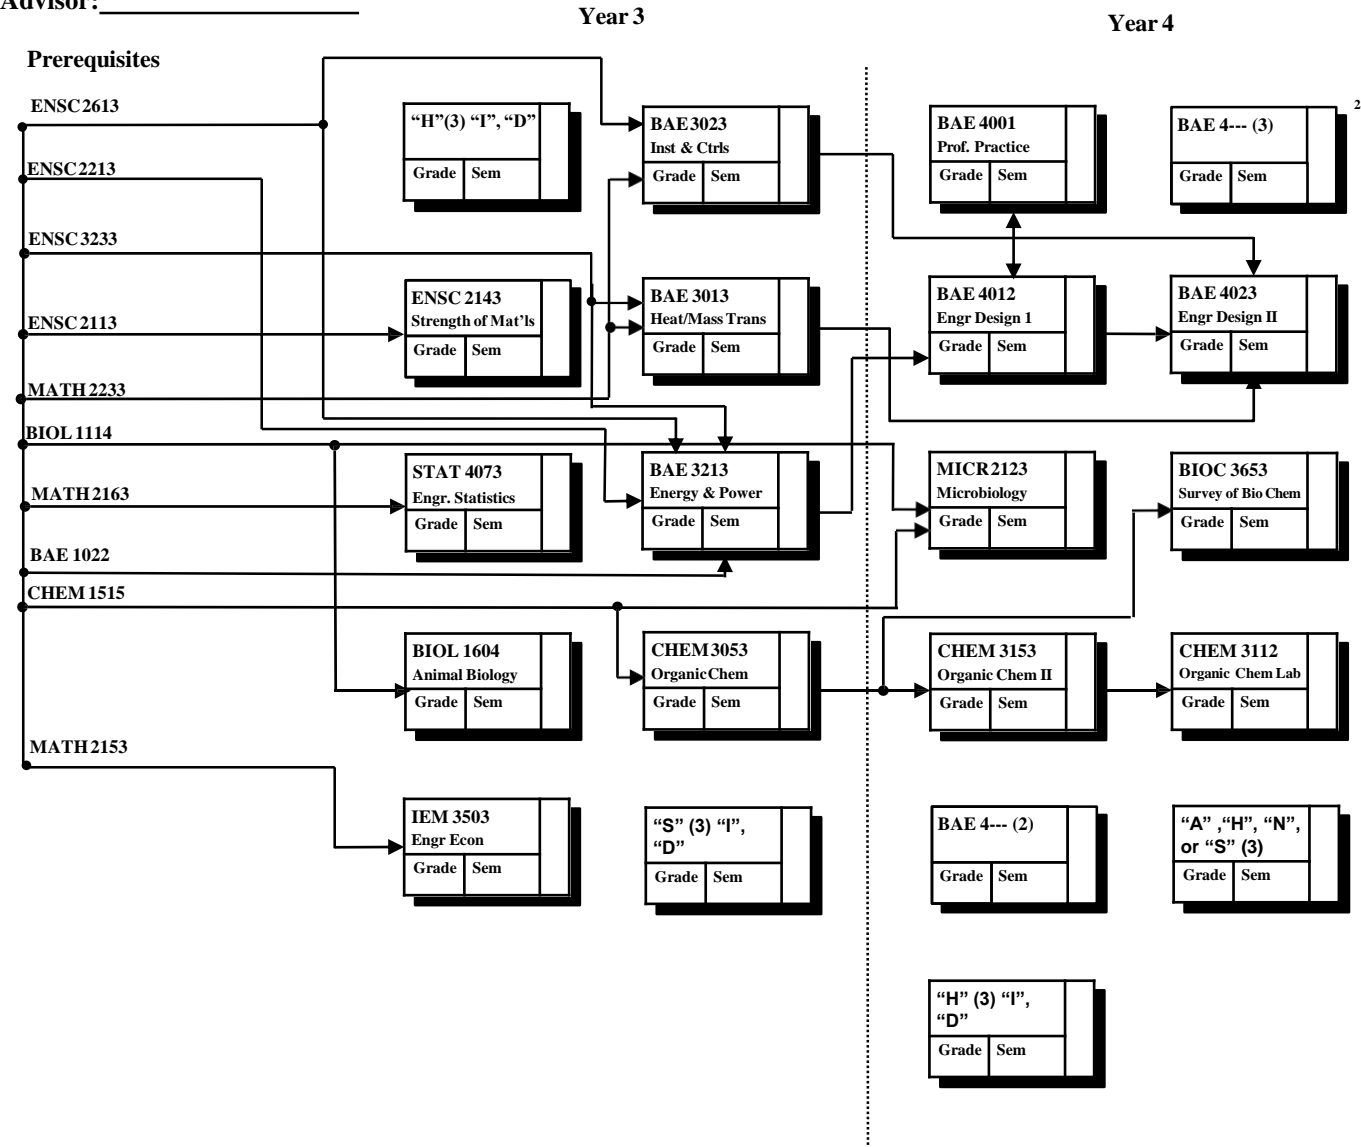 Advisor:
Year 3
Year 4
Prerequisites
ENSC 2613
ENSC 2213
ENSC 3233
ENSC 2113
MATH 2233
BIOL 1114
MATH 2163
BAE 1022
CHEM 1515
MATH 2153
“H”(3) “I”, “D”
Grade Sem
ENSC 2143
Strength of Mat’ls
Grade Sem
STAT 4073
Engr. Statistics
Grade Sem
BIOL 1604
Animal Biology
Grade Sem
IEM 3503
Engr Econ
Grade Sem
BAE 3023
Inst & Ctrls
Grade Sem
BAE 3013
Heat/Mass Trans
Grade Sem
BAE 3213
Energy & Power
Grade Sem
CHEM 3053
Organic Chem
Grade Sem
“S” (3) “I”,
“D”
Grade Sem
BAE 4001
Prof. Practice
Grade Sem
BAE 4012
Engr Design 1
Grade Sem
MICR 2123
Microbiology
Grade Sem
CHEM 3153
Organic Chem II
Grade Sem
BAE 4--- (2)
Grade Sem
“H” (3) “I”,
“D”
Grade Sem
2
BAE 4--- (3)
Grade Sem
BAE 4023
Engr Design II
Grade Sem
BIOC 3653
Survey of Bio Chem
Grade Sem
CHEM 3112
Organic Chem Lab
Grade Sem
“A” ,“H”, “N”,
or “S” (3)
Grade Sem